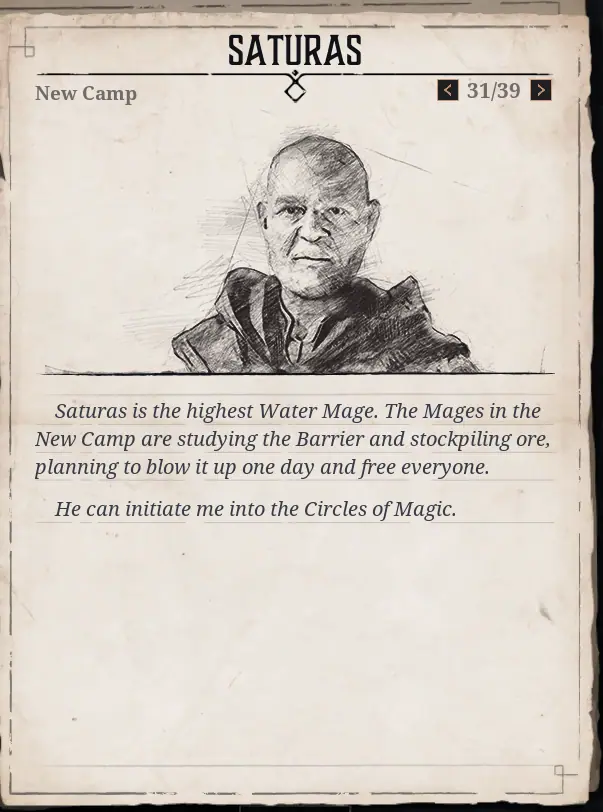 SATURAS
New Camp
31/39
Saturas is the highest Water Mage. The Mages in the
New Camp are studying the Barrier and stockpiling ore,
planning to blow it up one day and free everyone.
He can initiate me into the Circles of Magic.